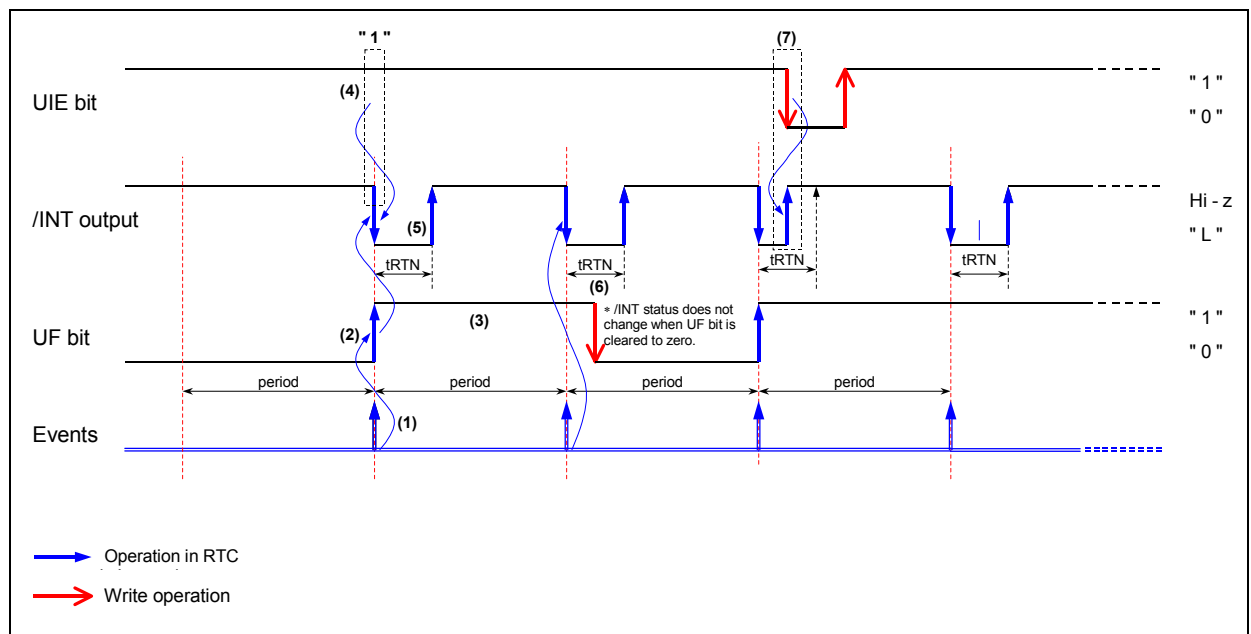 " 1 "
(7)
(4)
UIE bit
" 1 "
" 0 "
/INT output
(5)
Hi - z
" L "
tRTN
tRTN
tRTN
tRTN
(6)
* /INT status does not
change when UF bit is
cleared to zero.
(2)
(3)
UF bit
" 1 "
" 0 "
period
period
period
period
(1)
Events
Operation in RTC
Write operation